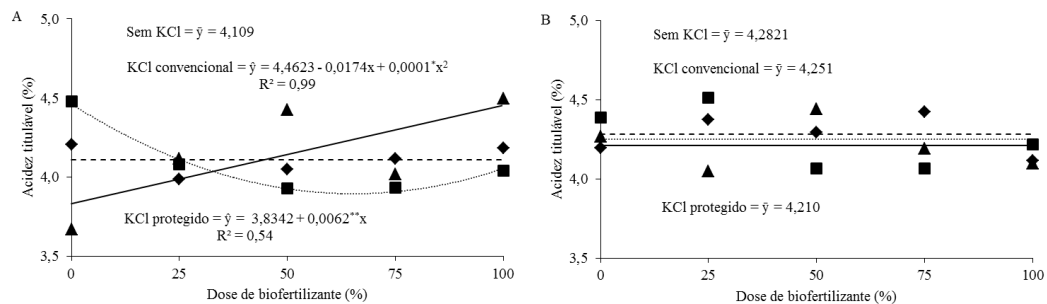 A
Sem KCl = ȳ = 4,109
KCl convencional = ŷ = 4,4623 - 0,0174x + 0,0001*x²
R² = 0,99
KCl protegido = ŷ = 3,8342 + 0,0062**x
R² = 0,54
Acidez titulável (%)
5,0
4,5
4,0
3,5
0 25 50 75 100
Dose de biofertilizante (%)
B
Sem KCl = ȳ = 4,2821
KCl convencional = ȳ = 4,251
KCl protegido = ȳ = 4,210
Acidez titulável (%)
5,0
4,5
4,0
3,5
0 25 50 75 100
Dose de biofertilizante (%)